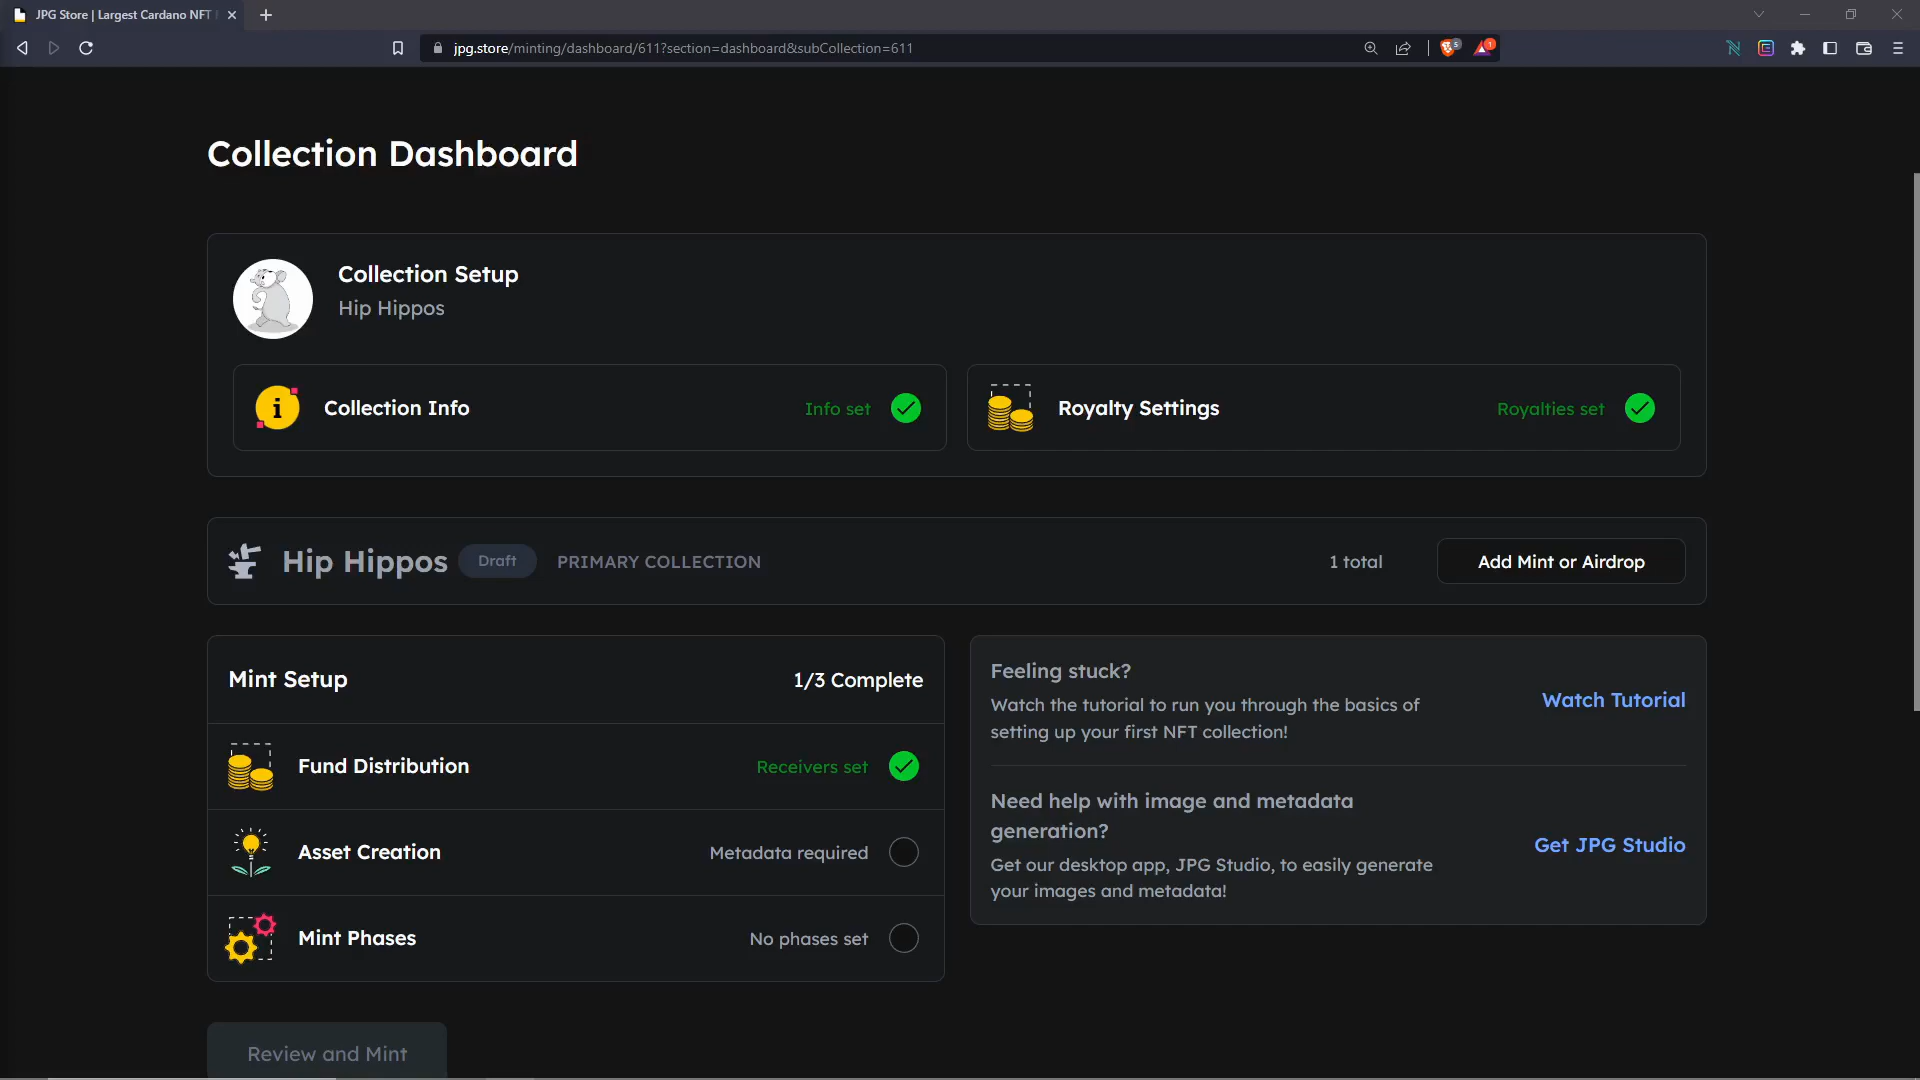 JPG Store | Largest Cardano NFT
jpg.store/minting/dashboard/611?section=dashboard&subCollection=611
5
1
Collection Dashboard
Collection Setup
Hip Hippos
Collection Info
Info set
Royalty Settings
Royalties set
Hip Hippos
Draft
PRIMARY COLLECTION
1 total
Add Mint or Airdrop
Mint Setup
1/3 Complete
Fund Distribution
Receivers set
Asset Creation
Metadata required
Mint Phases
No phases set
Feeling stuck?
Watch the tutorial to run you through the basics of
setting up your first NFT collection!
Watch Tutorial
Need help with image and metadata
generation?
Get our desktop app, JPG Studio, to easily generate
your images and metadata!
Get JPG Studio
Review and Mint